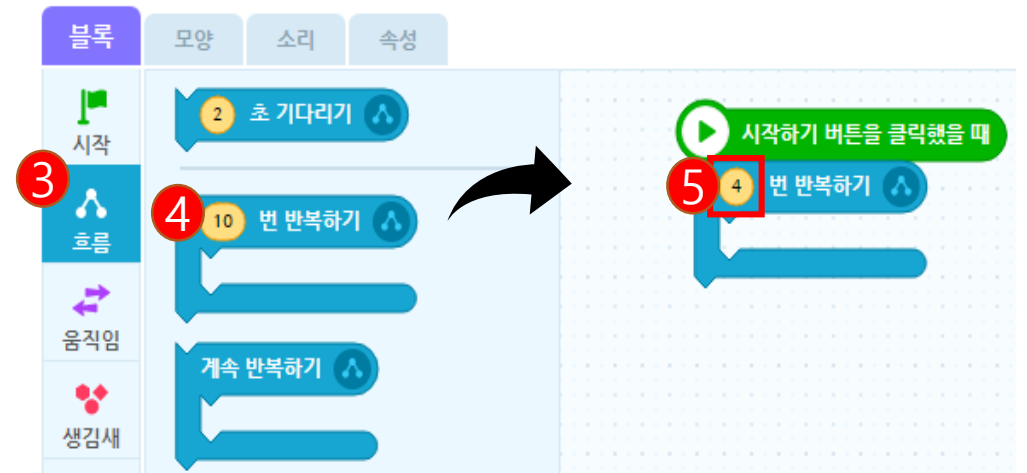 블록
모양
소리
속성
시작
3
흐름
움직임
생김새
2 초 기다리기
4
10 번 반복하기
계속 반복하기
시작하기 버튼을 클릭했을 때
5
4 번 반복하기